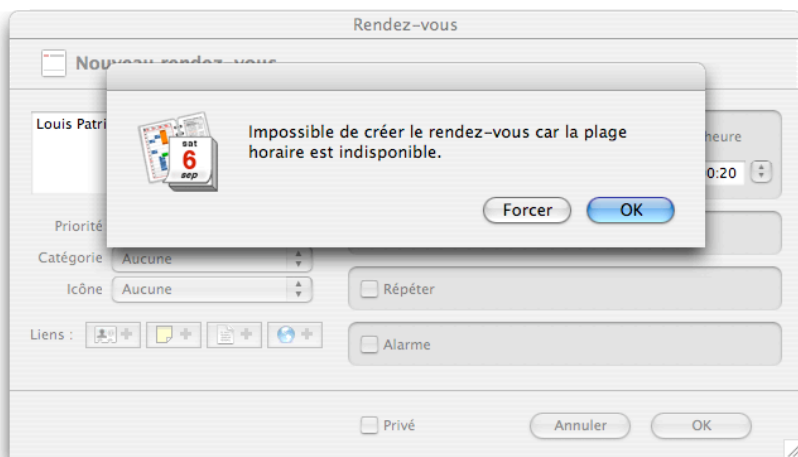 Rendez-vous
Nouveau rendez-vous
Impossible de créer le rendez-vous car la plage
horaire est indisponible.
sat
6
sep
Forcer
OK
Louis Patri
heure
0:20
Priorité
Catégorie Aucune
Icône Aucune
Répéter
Liens :
Alarme
Privé
Annuler
OK